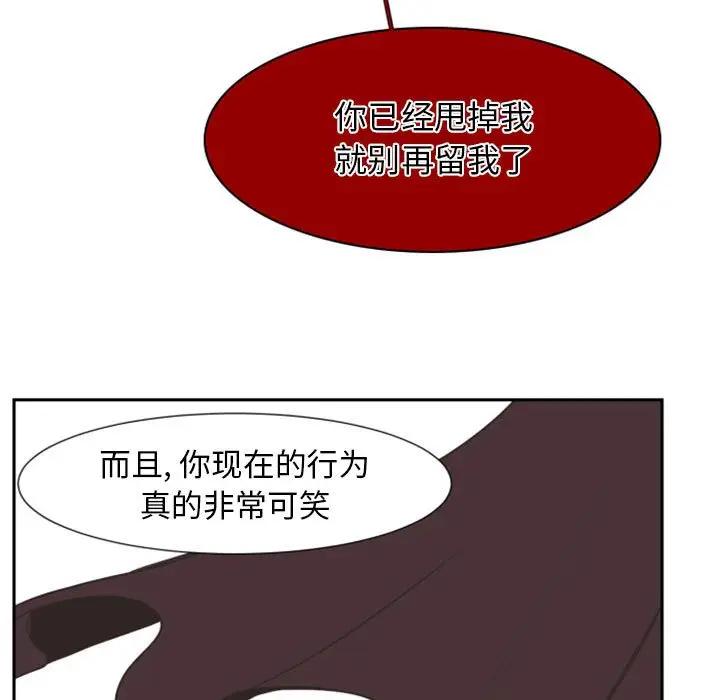 你已经甩掉我
就别再留我了
而且, 你现在的行为
真的非常可笑